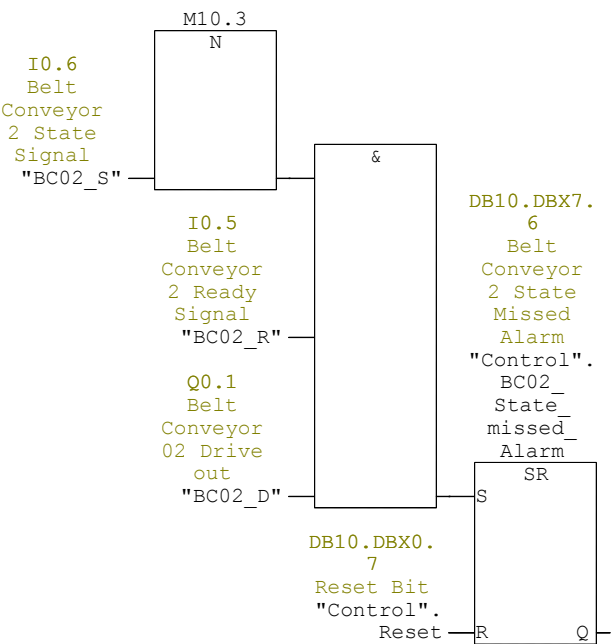 M10.3
N
I0.6
Belt
Conveyor
2 State
Signal
"BC02_S"
&
I0.5
Belt
Conveyor
2 Ready
Signal
"BC02_R"
Q0.1
Belt
Conveyor
02 Drive
out
"BC02_D"
DB10.DBX7.
6
Belt
Conveyor
2 State
Missed
Alarm
"Control".
BC02_
State_
missed_
Alarm
SR
S
DB10.DBX0.
7
Reset Bit
"Control".
Reset
R
Q